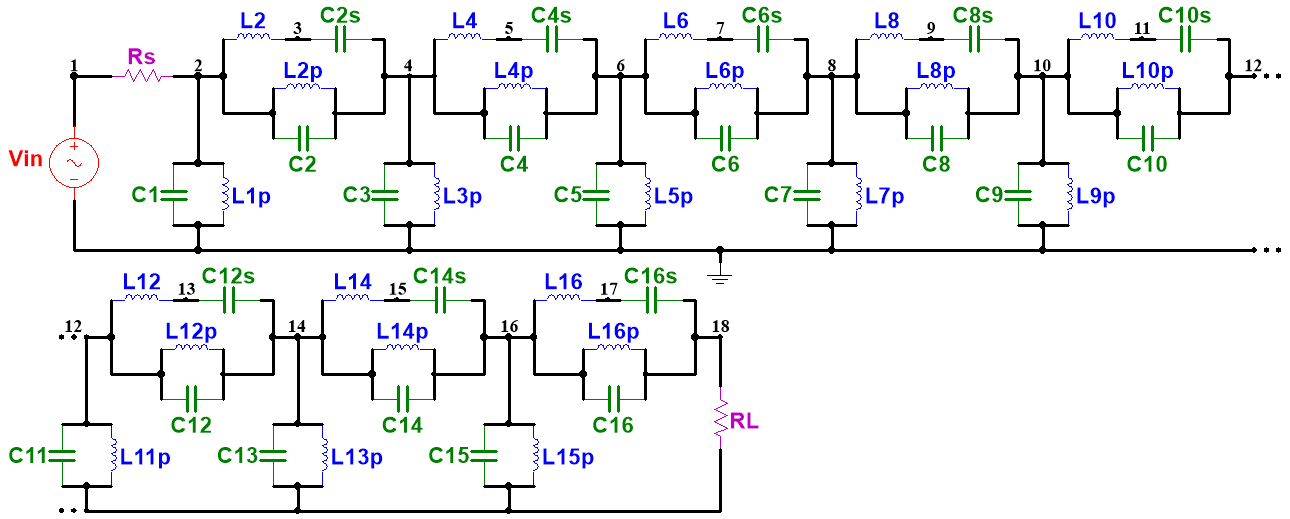 L2 3 C2s L4 5 C4s L6 7 C6s L8 9 C8s L10 11 C10s
1 Rs 2 L2p 4 L4p 6 L6p 8 L8p 10 L10p 12
Vin + − C2 C4 C6 C8 C10
C1 L1p C3 L3p C5 L5p C7 L7p C9 L9p
L12 13 C12s L14 15 C14s L16 17 C16s
12 L12p 14 L14p 16 L16p 18
C12 C14 C16 RL
C11 L11p C13 L13p C15 L15p